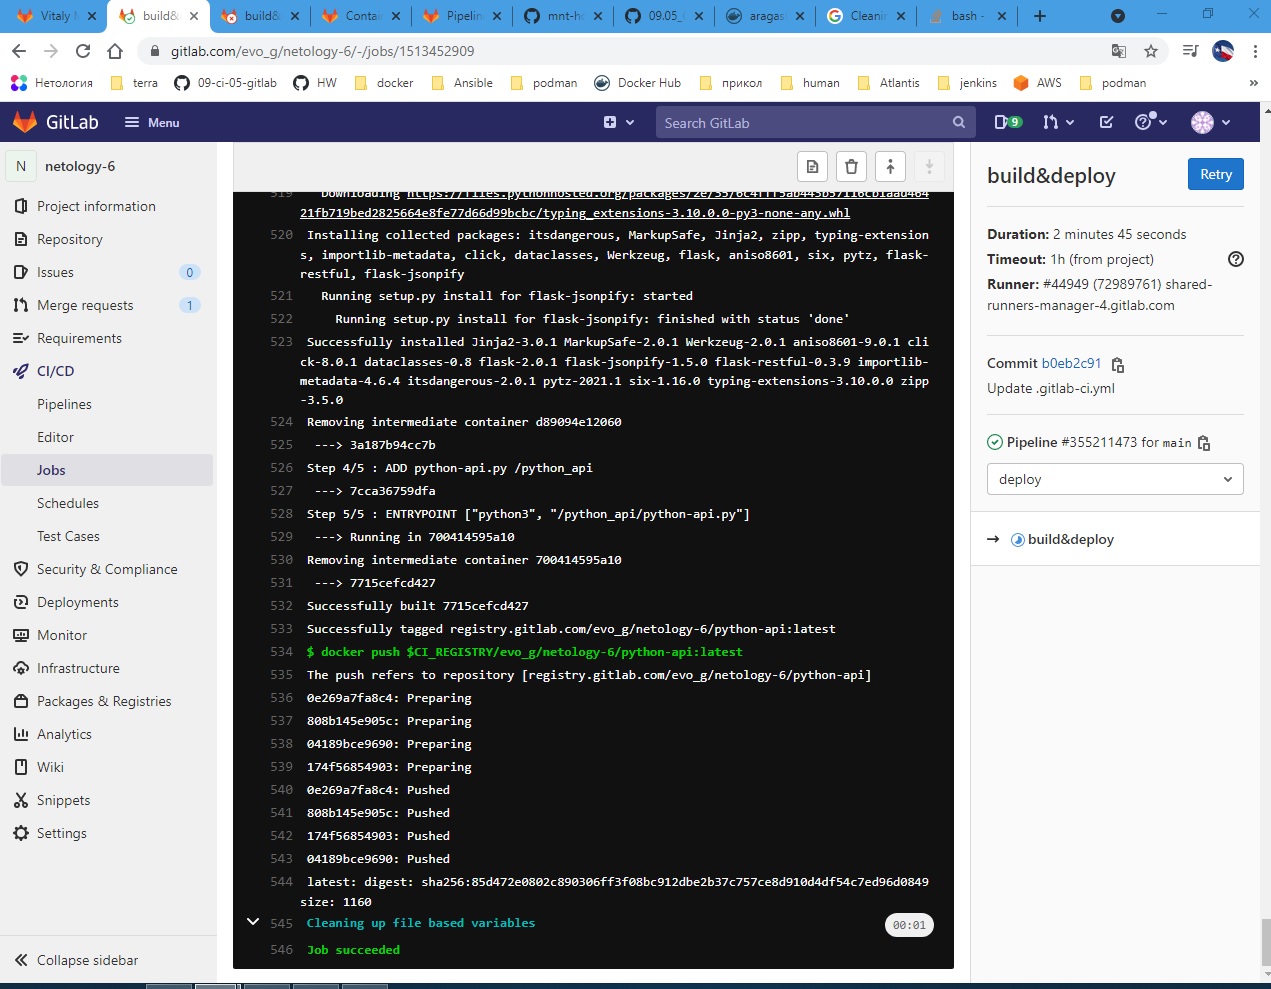 Vitaly M
build&
build&
Contai
Pipelin
mnt-ho
09.05_
aragas
Cleanin
bash -
gitlab.com/evo_g/netology-6/-/jobs/1513452909
Нетология
terra
09-ci-05-gitlab
HW
docker
Ansible
podman
Docker Hub
прикол
human
Atlantis
jenkins
AWS
podman
»
GitLab
Menu
Search GitLab
9
N
netology-6
Project information
Repository
Issues 0
Merge requests 1
Requirements
CI/CD
Pipelines
Editor
Jobs
Schedules
Test Cases
Security & Compliance
Deployments
Monitor
Infrastructure
Packages & Registries
Analytics
Wiki
Snippets
Settings
Collapse sidebar
21fb719bed2825664e8fe77d66d99bcbc/typing_extensions-3.10.0.0-py3-none-any.whl
520 Installing collected packages: itsdangerous, MarkupSafe, Jinja2, zipp, typing-extension
s, importlib-metadata, click, dataclasses, Werkzeug, flask, aniso8601, six, pytz, flask-
restful, flask-jsonpify
521 Running setup.py install for flask-jsonpify: started
522 Running setup.py install for flask-jsonpify: finished with status 'done'
523 Successfully installed Jinja2-3.0.1 MarkupSafe-2.0.1 Werkzeug-2.0.1 aniso8601-9.0.1 cli
ck-8.0.1 dataclasses-0.8 flask-2.0.1 flask-jsonpify-1.5.0 flask-restful-0.3.9 importlib-
metadata-4.6.4 itsdangerous-2.0.1 pytz-2021.1 six-1.16.0 typing-extensions-3.10.0.0 zipp
-3.5.0
524 Removing intermediate container d89094e12060
525 ---> 3a187b94cc7b
526 Step 4/5 : ADD python-api.py /python_api
527 ---> 7cca36759dfa
528 Step 5/5 : ENTRYPOINT ["python3", "/python_api/python-api.py"]
529 ---> Running in 700414595a10
530 Removing intermediate container 700414595a10
531 ---> 7715cefcd427
532 Successfully built 7715cefcd427
533 Successfully tagged registry.gitlab.com/evo_g/netology-6/python-api:latest
534 $ docker push $CI_REGISTRY/evo_g/netology-6/python-api:latest
535 The push refers to repository [registry.gitlab.com/evo_g/netology-6/python-api]
536 0e269a7fa8c4: Preparing
537 808b145e905c: Preparing
538 04189bce9690: Preparing
539 174f56854903: Preparing
540 0e269a7fa8c4: Pushed
541 808b145e905c: Pushed
542 174f56854903: Pushed
543 04189bce9690: Pushed
544 latest: digest: sha256:85d472e0802c890306ff3f08bc912dbe2b37c757ce8d910d4df54c7ed96d0849
size: 1160
545 Cleaning up file based variables 00:01
546 Job succeeded
build&deploy
Retry
Duration: 2 minutes 45 seconds
Timeout: 1h (from project)
Runner: #44949 (72989761) shared-
runners-manager-4.gitlab.com
Commit b0eb2c91
Update .gitlab-ci.yml
Pipeline #355211473 for main
deploy
→ build&deploy